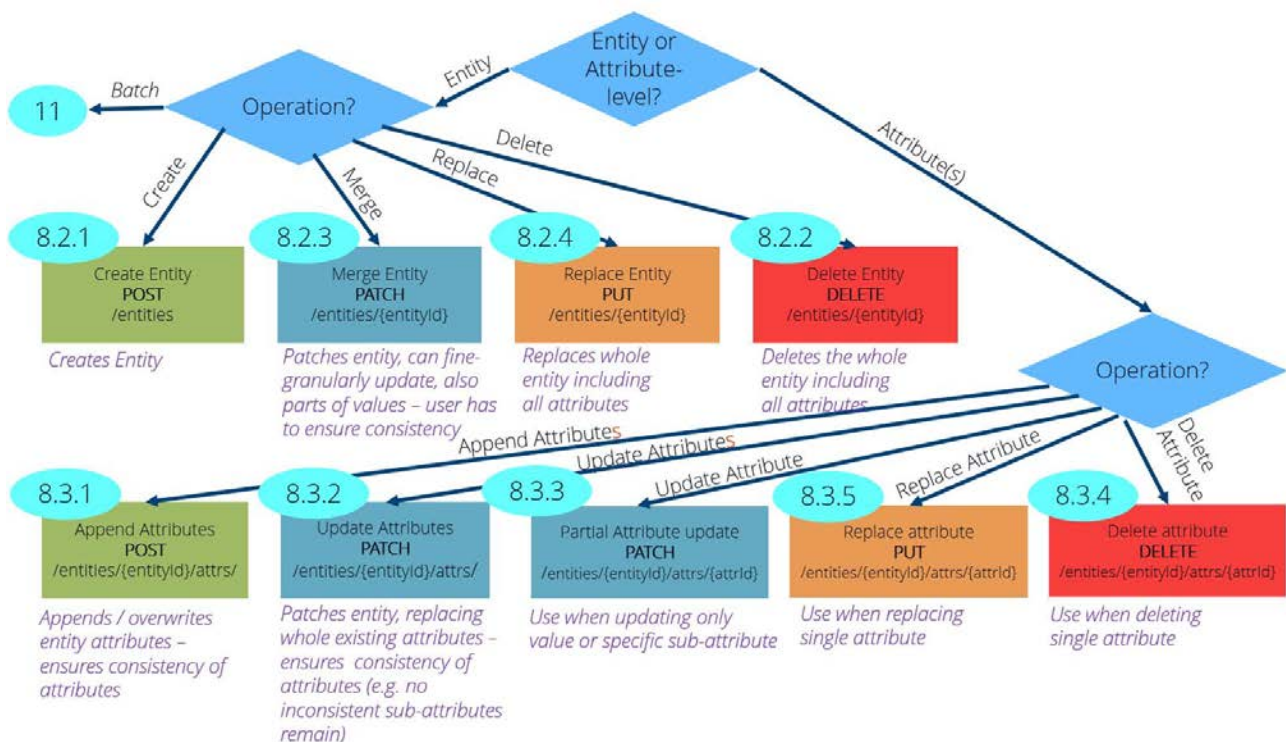 Entity or
Attribute-
level?
Entity
Attribute(s)
Operation?
Batch
11
Create
Merge
Replace
Delete
8.2.1
Create Entity
POST
/entities
Creates Entity
8.2.3
Merge Entity
PATCH
/entities/{entityId}
Patches entity, can fine-
granularly update, also
parts of values – user has
to ensure consistency
8.2.4
Replace Entity
PUT
/entities/{entityId}
Replaces whole
entity including
all attributes
8.2.2
Delete Entity
DELETE
/entities/{entityId}
Deletes the whole
entity including
all attributes
Operation?
Append Attributes
Update Attributes
Update Attribute
Replace Attribute
Delete
Attribute
8.3.1
Append Attributes
POST
/entities/{entityId}/attrs/
Appends / overwrites
entity attributes –
ensures consistency of
attributes
8.3.2
Update Attributes
PATCH
/entities/{entityId}/attrs/
Patches entity, replacing
whole existing attributes –
ensures consistency of
attributes (e.g. no
inconsistent sub-attributes
remain)
8.3.3
Partial Attribute update
PATCH
/entities/{entityId}/attrs/{attrId}
Use when updating only
value or specific sub-attribute
8.3.5
Replace attribute
PUT
/entities/{entityId}/attrs/{attrId}
Use when replacing
single attribute
8.3.4
Delete attribute
DELETE
/entities/{entityId}/attrs/{attrId}
Use when deleting
single attribute